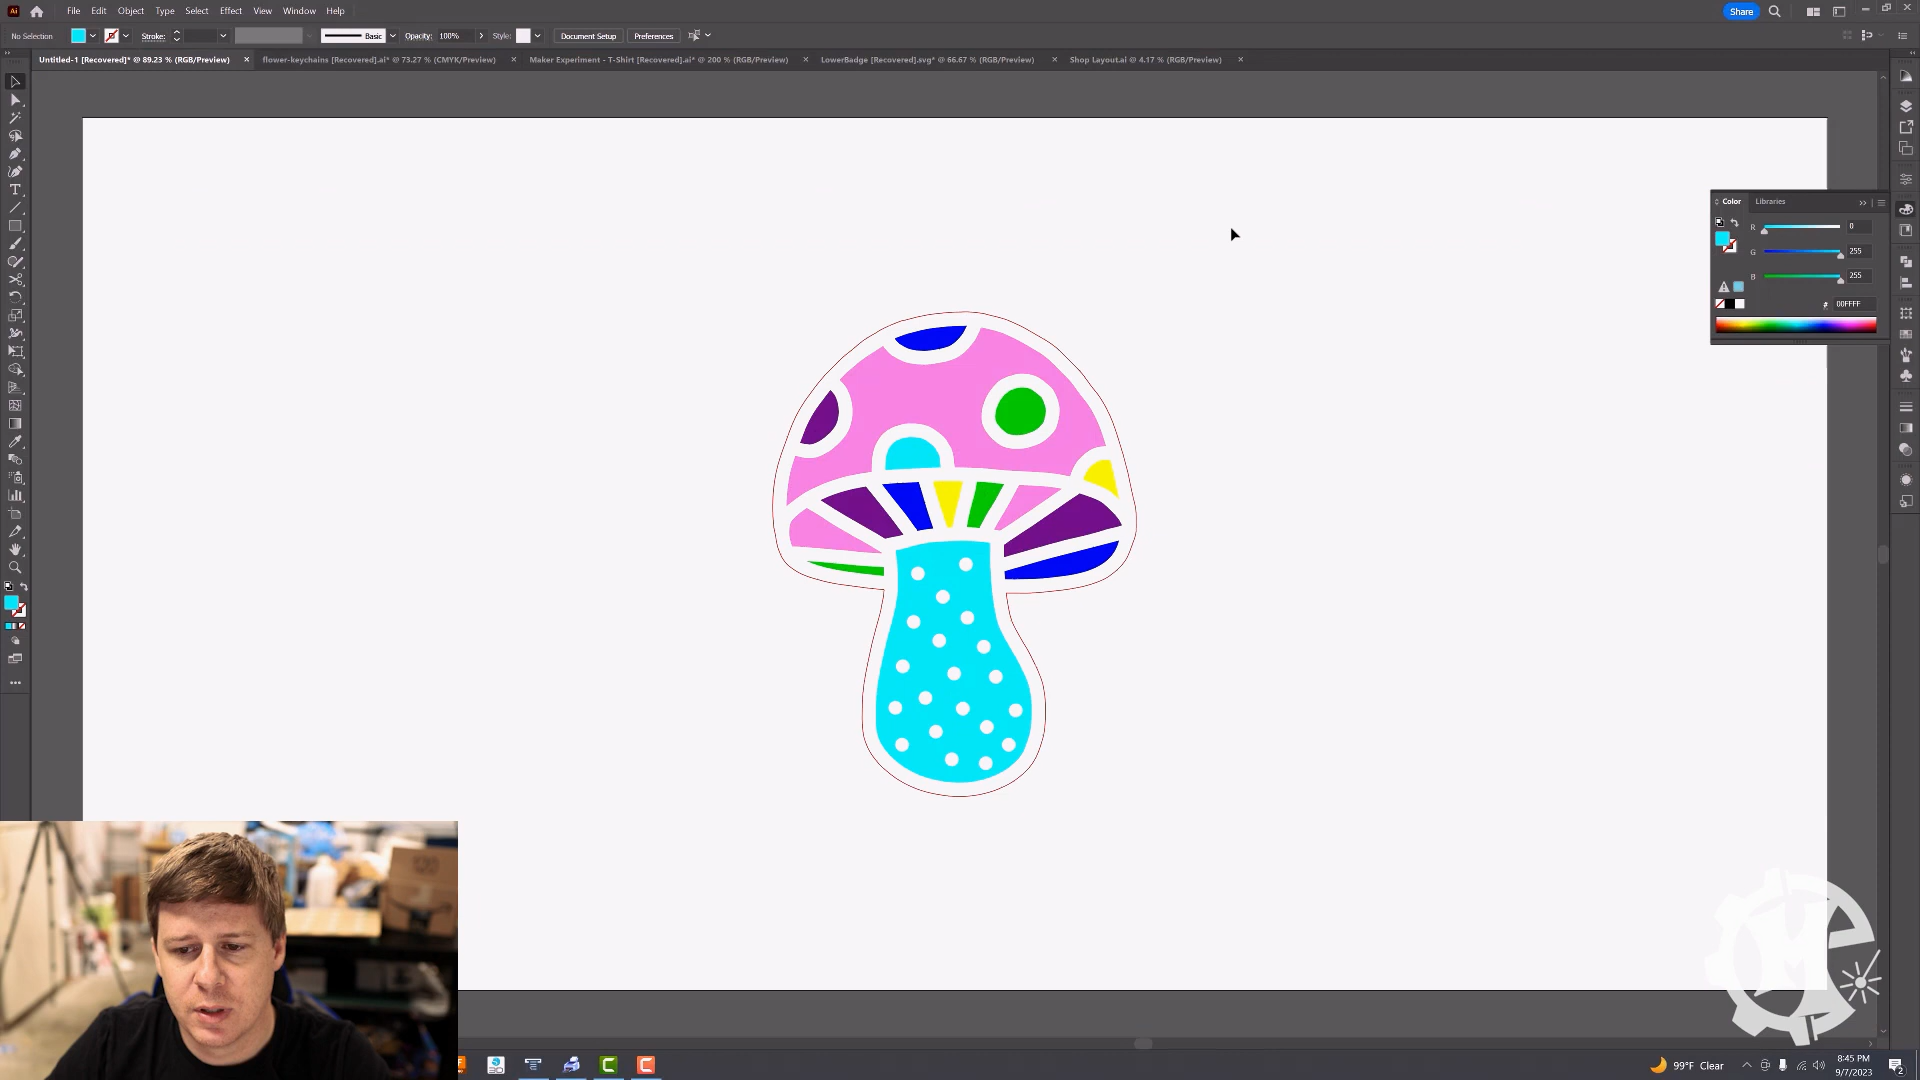 Ai File Edit Object Type Select Effect View Window Help Share
No Selection Stroke: Basic Opacity: 100% Style: Document Setup Preferences
Untitled-1 [Recovered]* @ 89.23 % (RGB/Preview) flower-keychains [Recovered].ai* @ 73.27 % (CMYK/Preview) Maker Experiment - T-Shirt [Recovered].ai* @ 200 % (RGB/Preview) LowerBadge [Recovered].svg* @ 66.67 % (RGB/Preview) Shop Layout.ai @ 4.17 % (RGB/Preview)
Color Libraries
R 0
G 255
B 255
# 00FFFF
99°F Clear
8:45 PM
9/7/2023
2